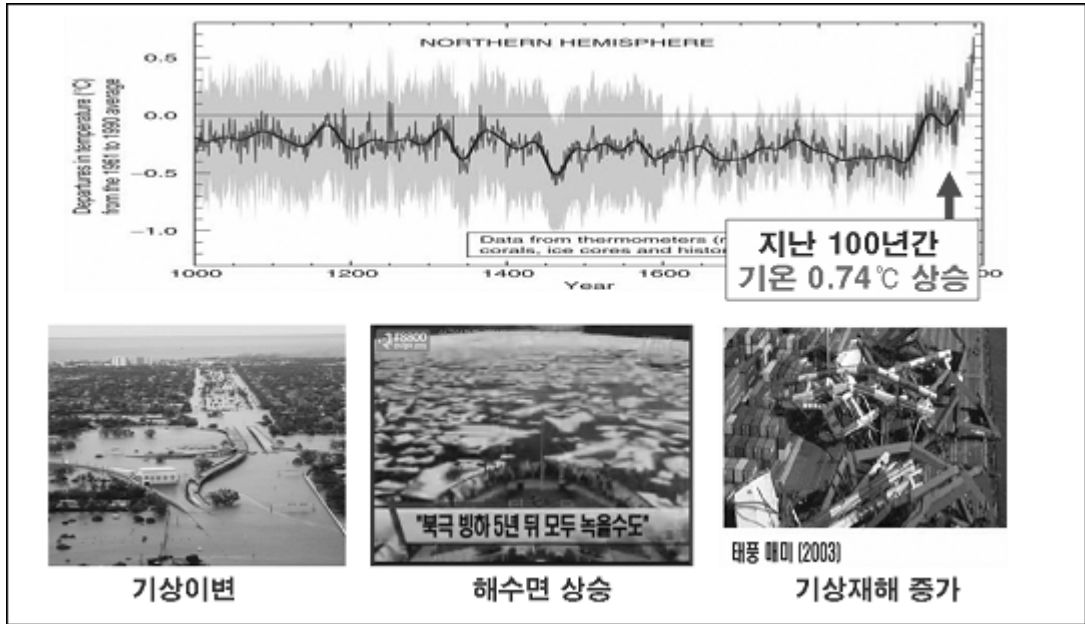 NORTHERN HEMISPHERE
Departures in temperature (°C)
from the 1961 to 1990 average
0.5
0.0
−0.5
−1.0
Data from thermometers
corals, ice cores and
1000
1200
1400
1600
Year
지난 100년간
기온 0.74℃ 상승
"북극 빙하 5년 뒤 모두 녹을수도"
태풍 매미 (2003)
기상이변
해수면 상승
기상재해 증가